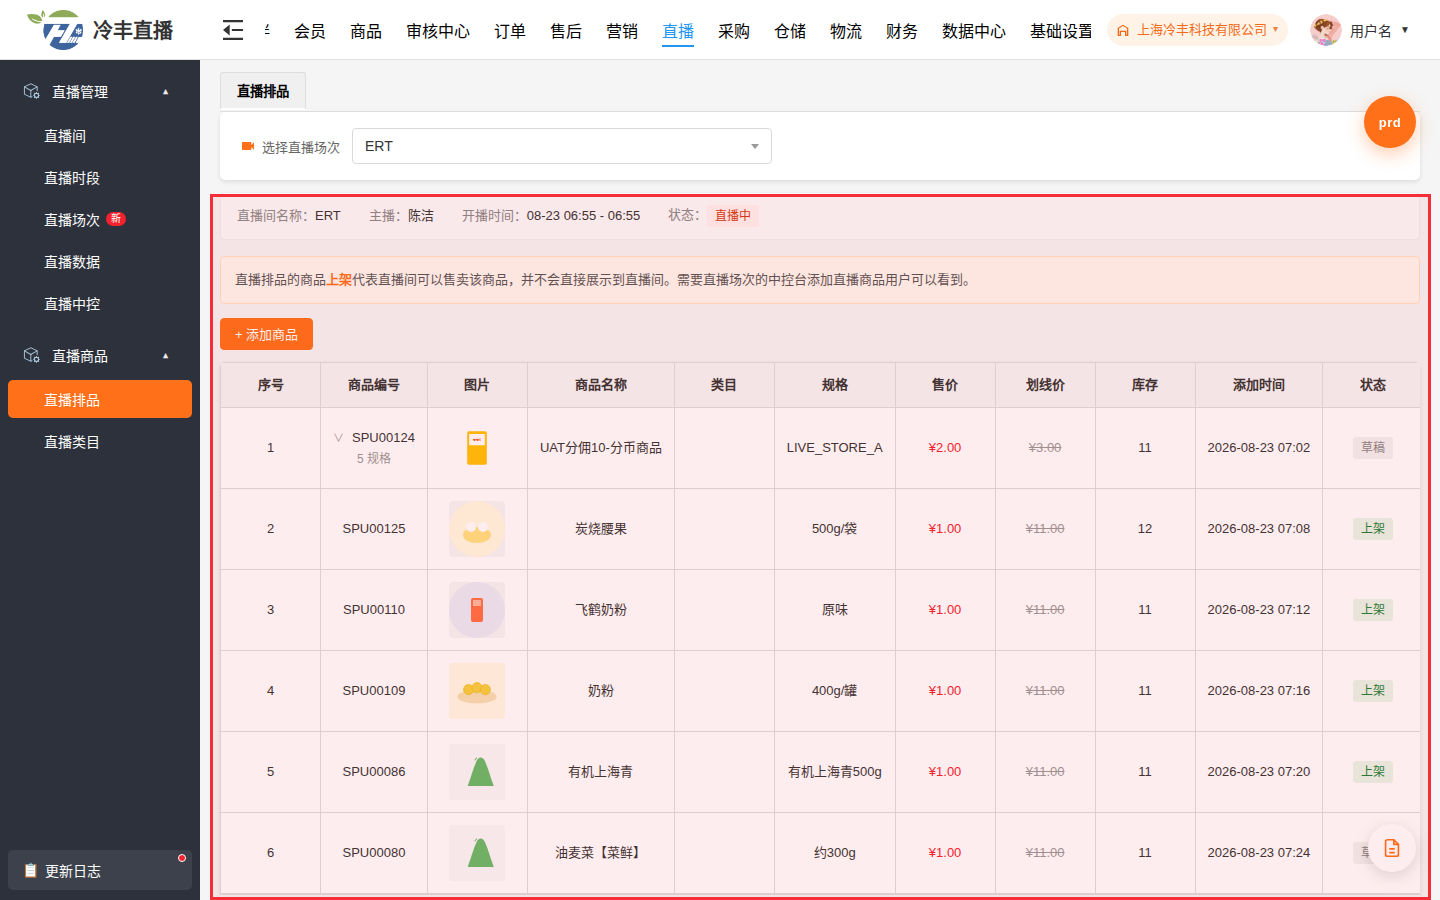 冷丰直播
会员 商品 审核中心 订单 售后 营销 直播 采购 仓储 物流 财务 数据中心 基础设置
上海冷丰科技有限公司 ▾
用户名 ▼
直播管理 ▲
直播间
直播时段
直播场次 新
直播数据
直播中控
直播商品 ▲
直播排品
直播类目
更新日志
直播排品
prd
选择直播场次 ERT
直播间名称：ERT 主播：陈洁 开播时间：08-23 06:55 - 06:55 状态：直播中
直播排品的商品上架代表直播间可以售卖该商品，并不会直接展示到直播间。需要直播场次的中控台添加直播商品用户可以看到。
+ 添加商品
序号 商品编号 图片 商品名称 类目 规格 售价 划线价 库存 添加时间 状态
1 SPU00124 5 规格 UAT分佣10-分币商品 LIVE_STORE_A ¥2.00 ¥3.00 11 2026-08-23 07:02 草稿
2 SPU00125 炭烧腰果 500g/袋 ¥1.00 ¥11.00 12 2026-08-23 07:08 上架
3 SPU00110 飞鹤奶粉 原味 ¥1.00 ¥11.00 11 2026-08-23 07:12 上架
4 SPU00109 奶粉 400g/罐 ¥1.00 ¥11.00 11 2026-08-23 07:16 上架
5 SPU00086 有机上海青 有机上海青500g ¥1.00 ¥11.00 11 2026-08-23 07:20 上架
6 SPU00080 油麦菜【菜鲜】 约300g ¥1.00 ¥11.00 11 2026-08-23 07:24